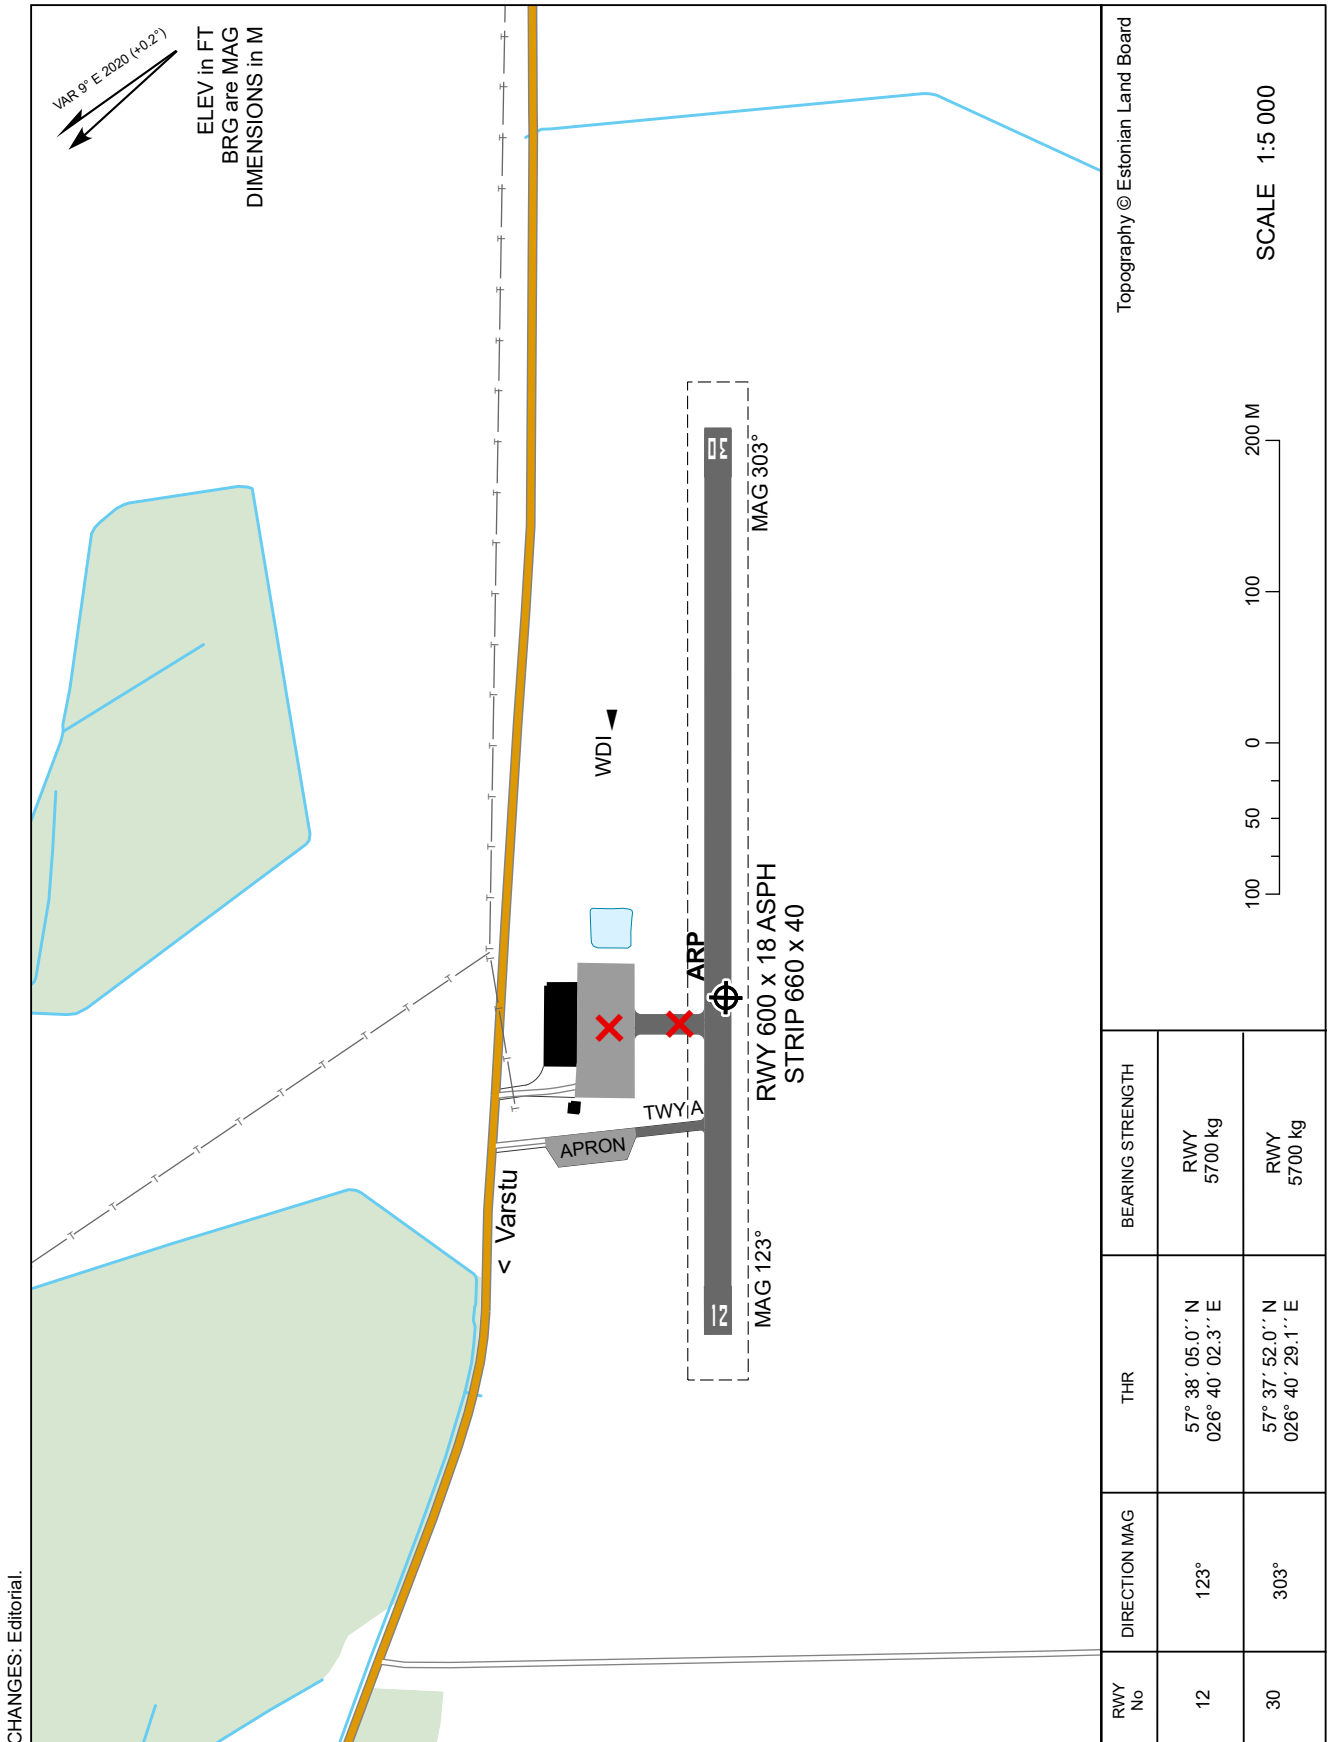 CHANGES: Editorial.
VAR 9° E 2020 (+0.2°)
ELEV in FT
BRG are MAG
DIMENSIONS in M
WDI
ARP
TWY A
APRON
< Varstu
12
30
MAG 123°
MAG 303°
RWY 600 x 18 ASPH
STRIP 660 x 40
RWY No
DIRECTION MAG
THR
BEARING STRENGTH
12
123°
57° 38´ 05.0´´ N
026° 40´ 02.3´´ E
RWY
5700 kg
30
303°
57° 37´ 52.0´´ N
026° 40´ 29.1´´ E
RWY
5700 kg
100 50 0 100 200 M
Topography © Estonian Land Board
SCALE 1:5 000